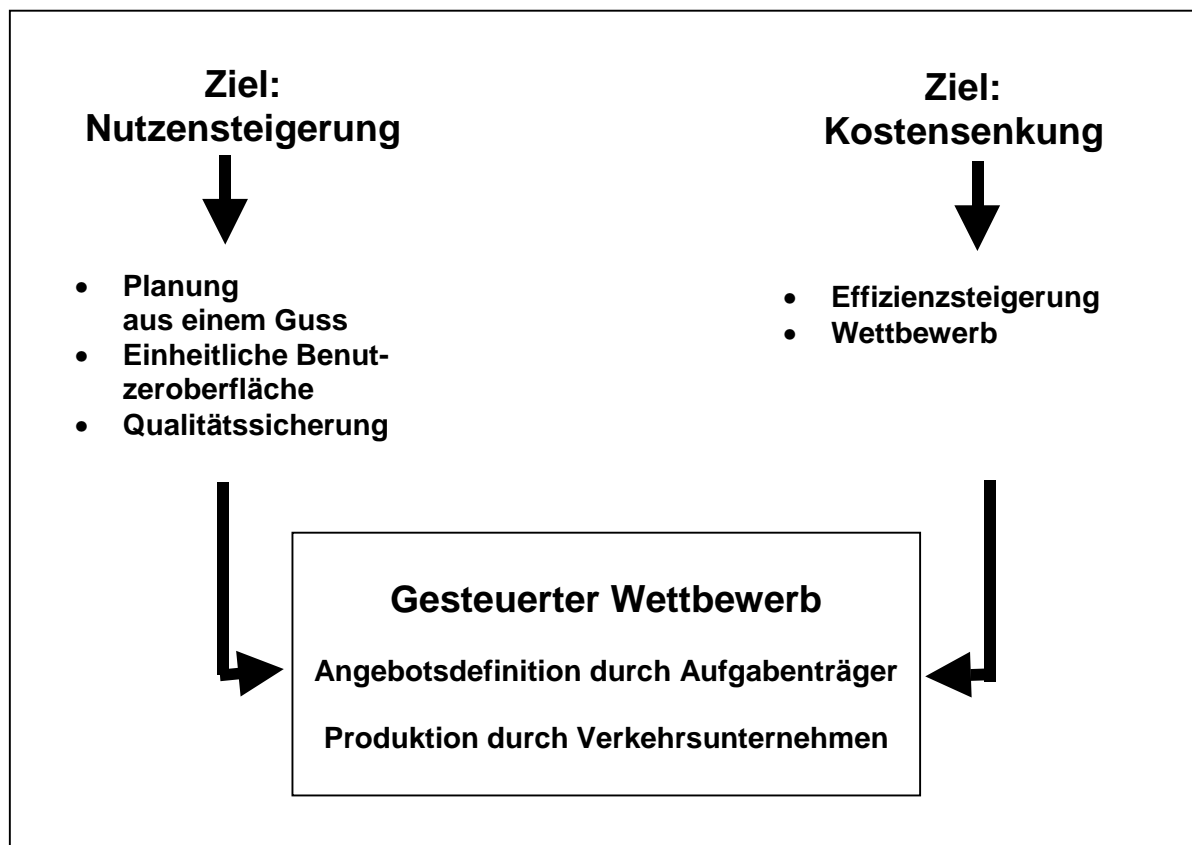 Ziel:
Nutzensteigerung
Ziel:
Kostensenkung
• Planung
aus einem Guss
• Einheitliche Benut-
zeroberfläche
• Qualitätssicherung
• Effizienzsteigerung
• Wettbewerb
Gesteuerter Wettbewerb
Angebotsdefinition durch Aufgabenträger
Produktion durch Verkehrsunternehmen